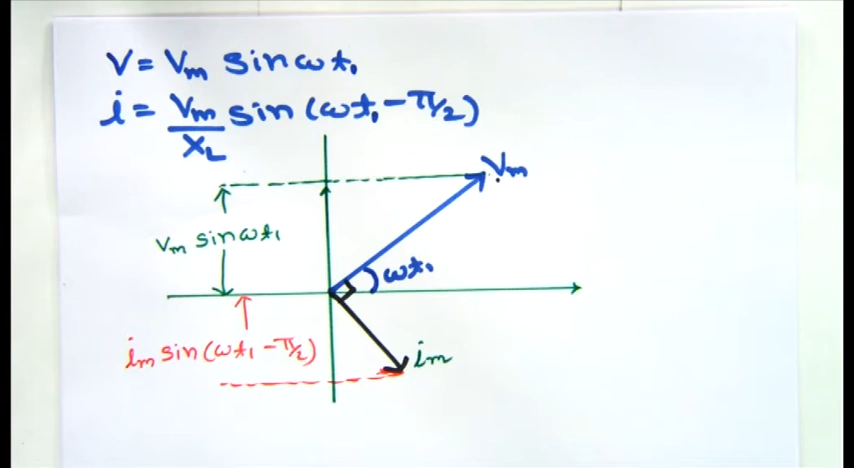 V = Vm sin ωt₁
i = Vm/XL sin (ωt₁ - π/2)
Vm
Vm sin ωt₁
ωt₁
im sin (ωt₁ - π/2)
im